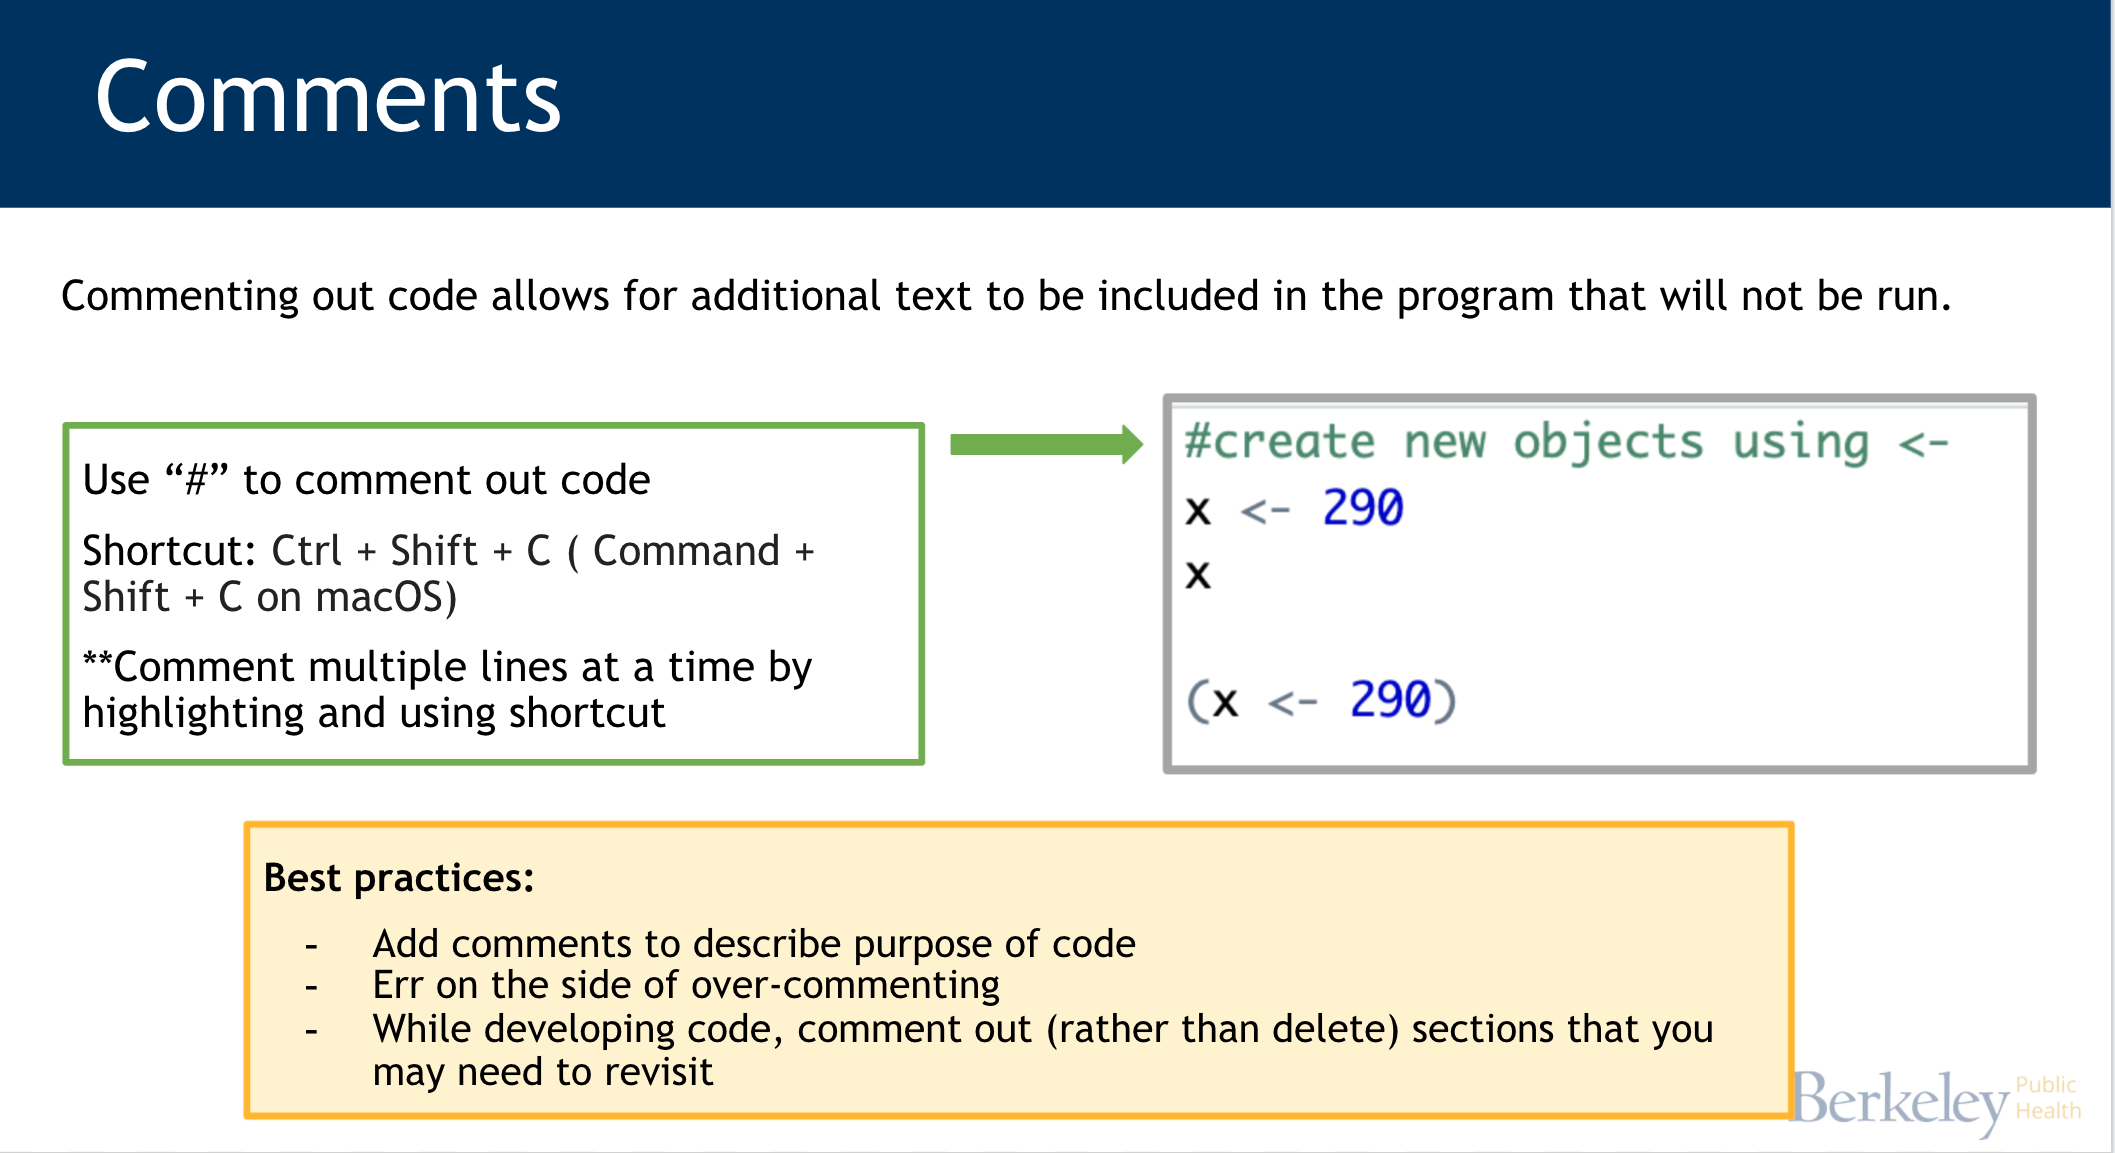 Comments
Commenting out code allows for additional text to be included in the program that will not be run.
Use “#” to comment out code
Shortcut: Ctrl + Shift + C ( Command +
Shift + C on macOS)
**Comment multiple lines at a time by
highlighting and using shortcut
#create new objects using <-
x <- 290
x
(x <- 290)
Best practices:
- Add comments to describe purpose of code
- Err on the side of over-commenting
- While developing code, comment out (rather than delete) sections that you
may need to revisit
Berkeley Public
Health